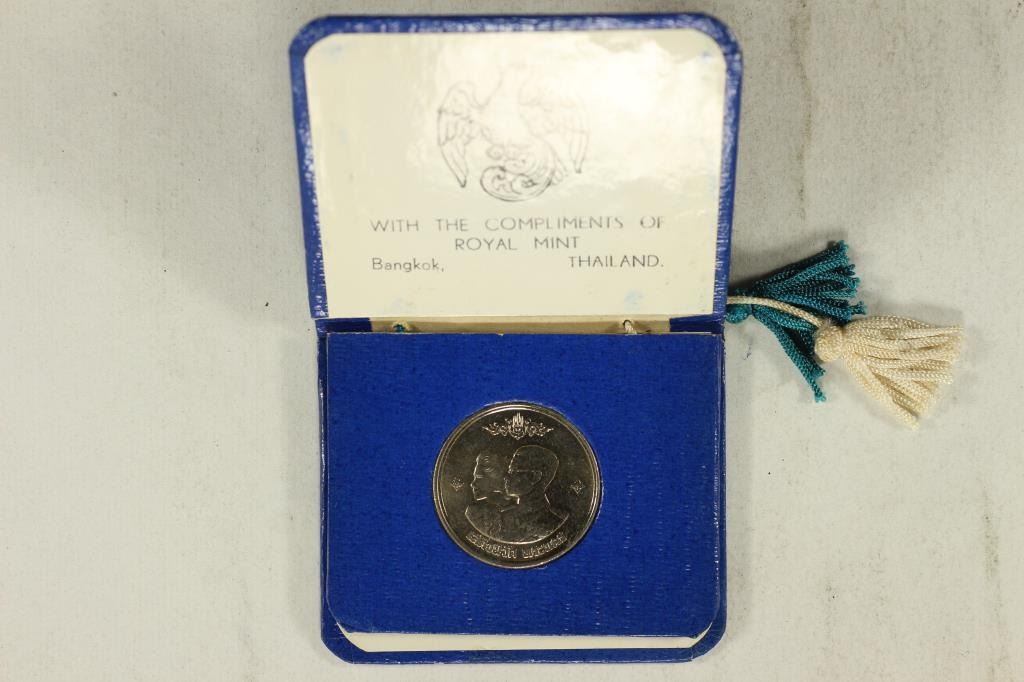 WITH THE COMPLIMENTS OF
ROYAL MINT
Bangkok, THAILAND.